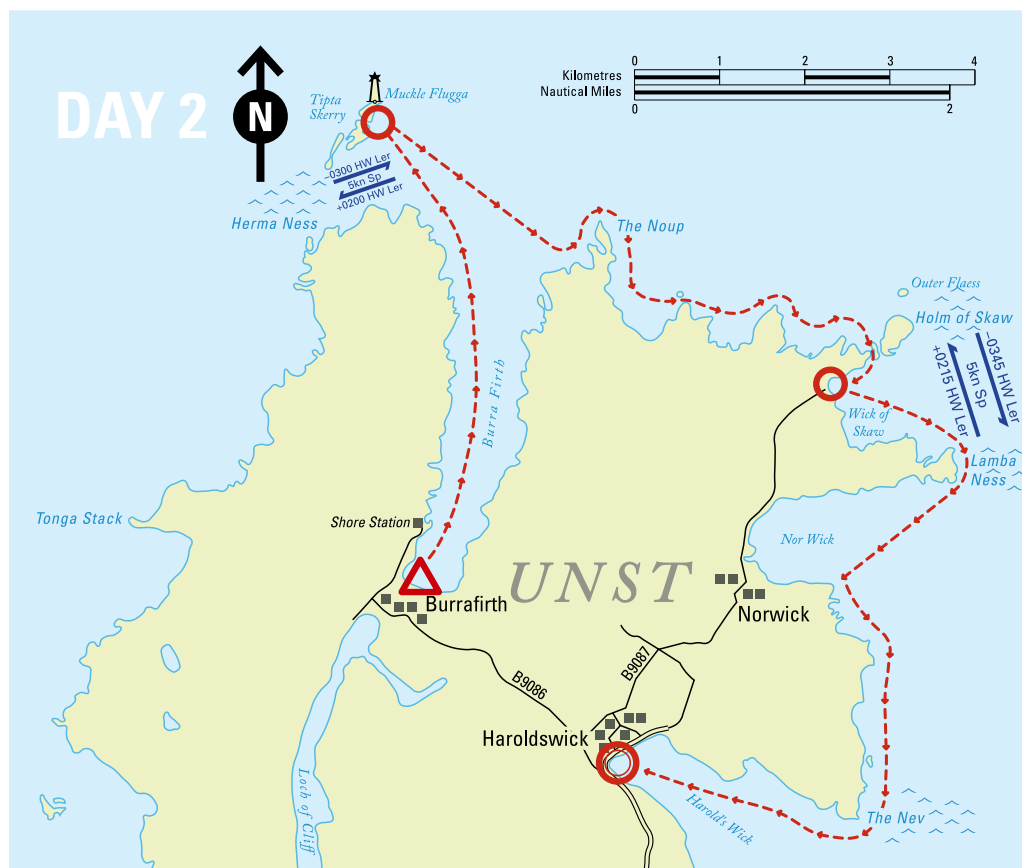 DAY 2
N
Kilometres
0 1 2 3 4
Nautical Miles
0 2
Muckle Flugga
Tipta
Skerry
–0300 HW Ler
5kn Sp
+0200 HW Ler
Herma Ness
The Noup
Outer Flaess
Holm of Skaw
–0345 HW Ler
5kn Sp
+0215 HW Ler
Burra Firth
Wick of
Skaw
Lamba
Ness
Tonga Stack
Shore Station
Nor Wick
UNST
Burrafirth
Norwick
B9087
B9086
Haroldswick
Loch of Cliff
Harold's Wick
The Nev